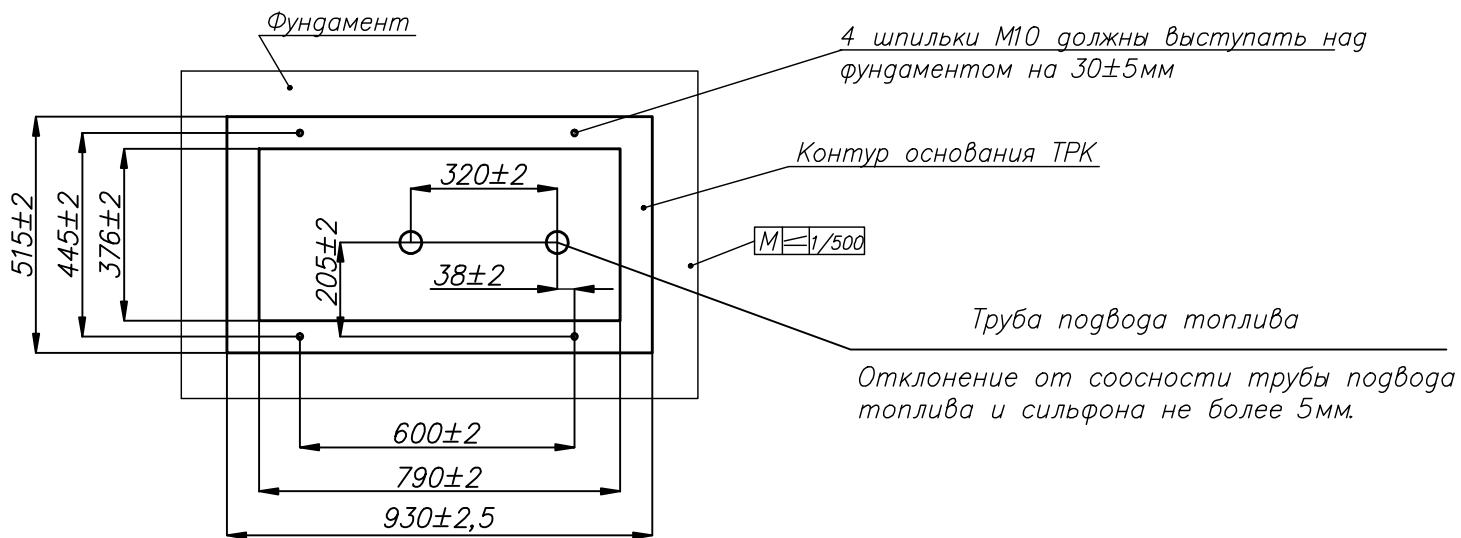 Фундамент
4 шпильки М10 должны выступать над
фундаментом на 30±5мм
Контур основания ТРК
320±2
515±2
445±2
376±2
205±2
38±2
М ≤ 1/500
Труба подвода топлива
Отклонение от соосности трубы подвода
топлива и сильфона не более 5мм.
600±2
790±2
930±2,5